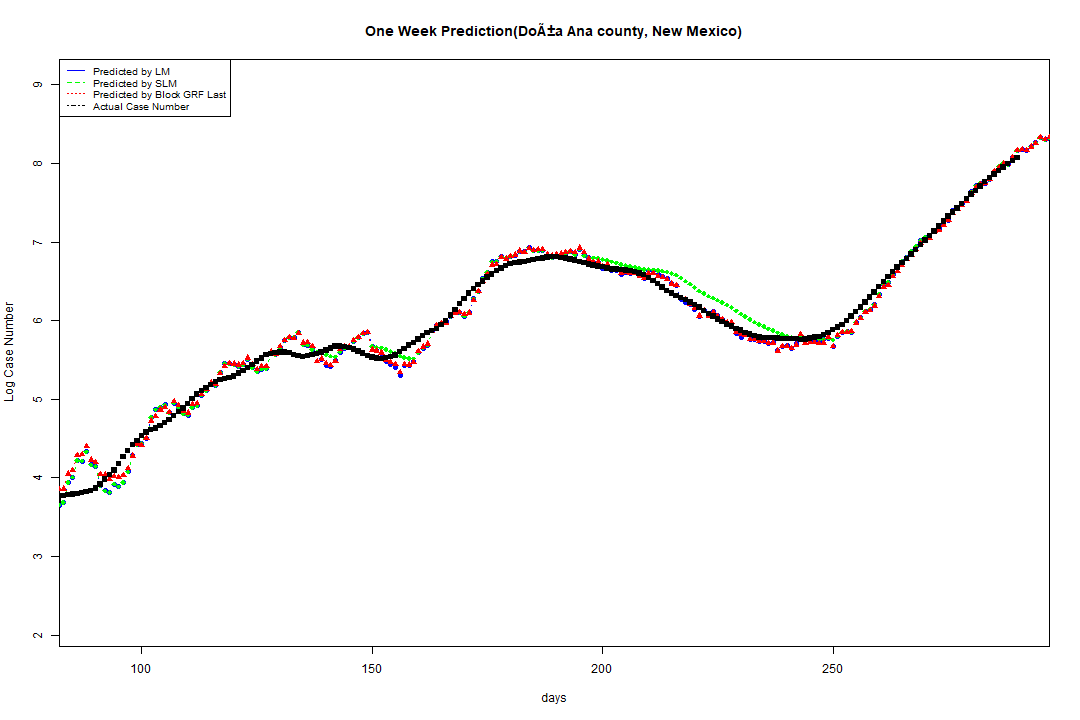 One Week Prediction(DoÃ±a Ana county, New Mexico)
Predicted by LM
Predicted by SLM
Predicted by Block GRF Last
Actual Case Number
9
8
7
6
5
4
3
2
Log Case Number
100 150 200 250
days